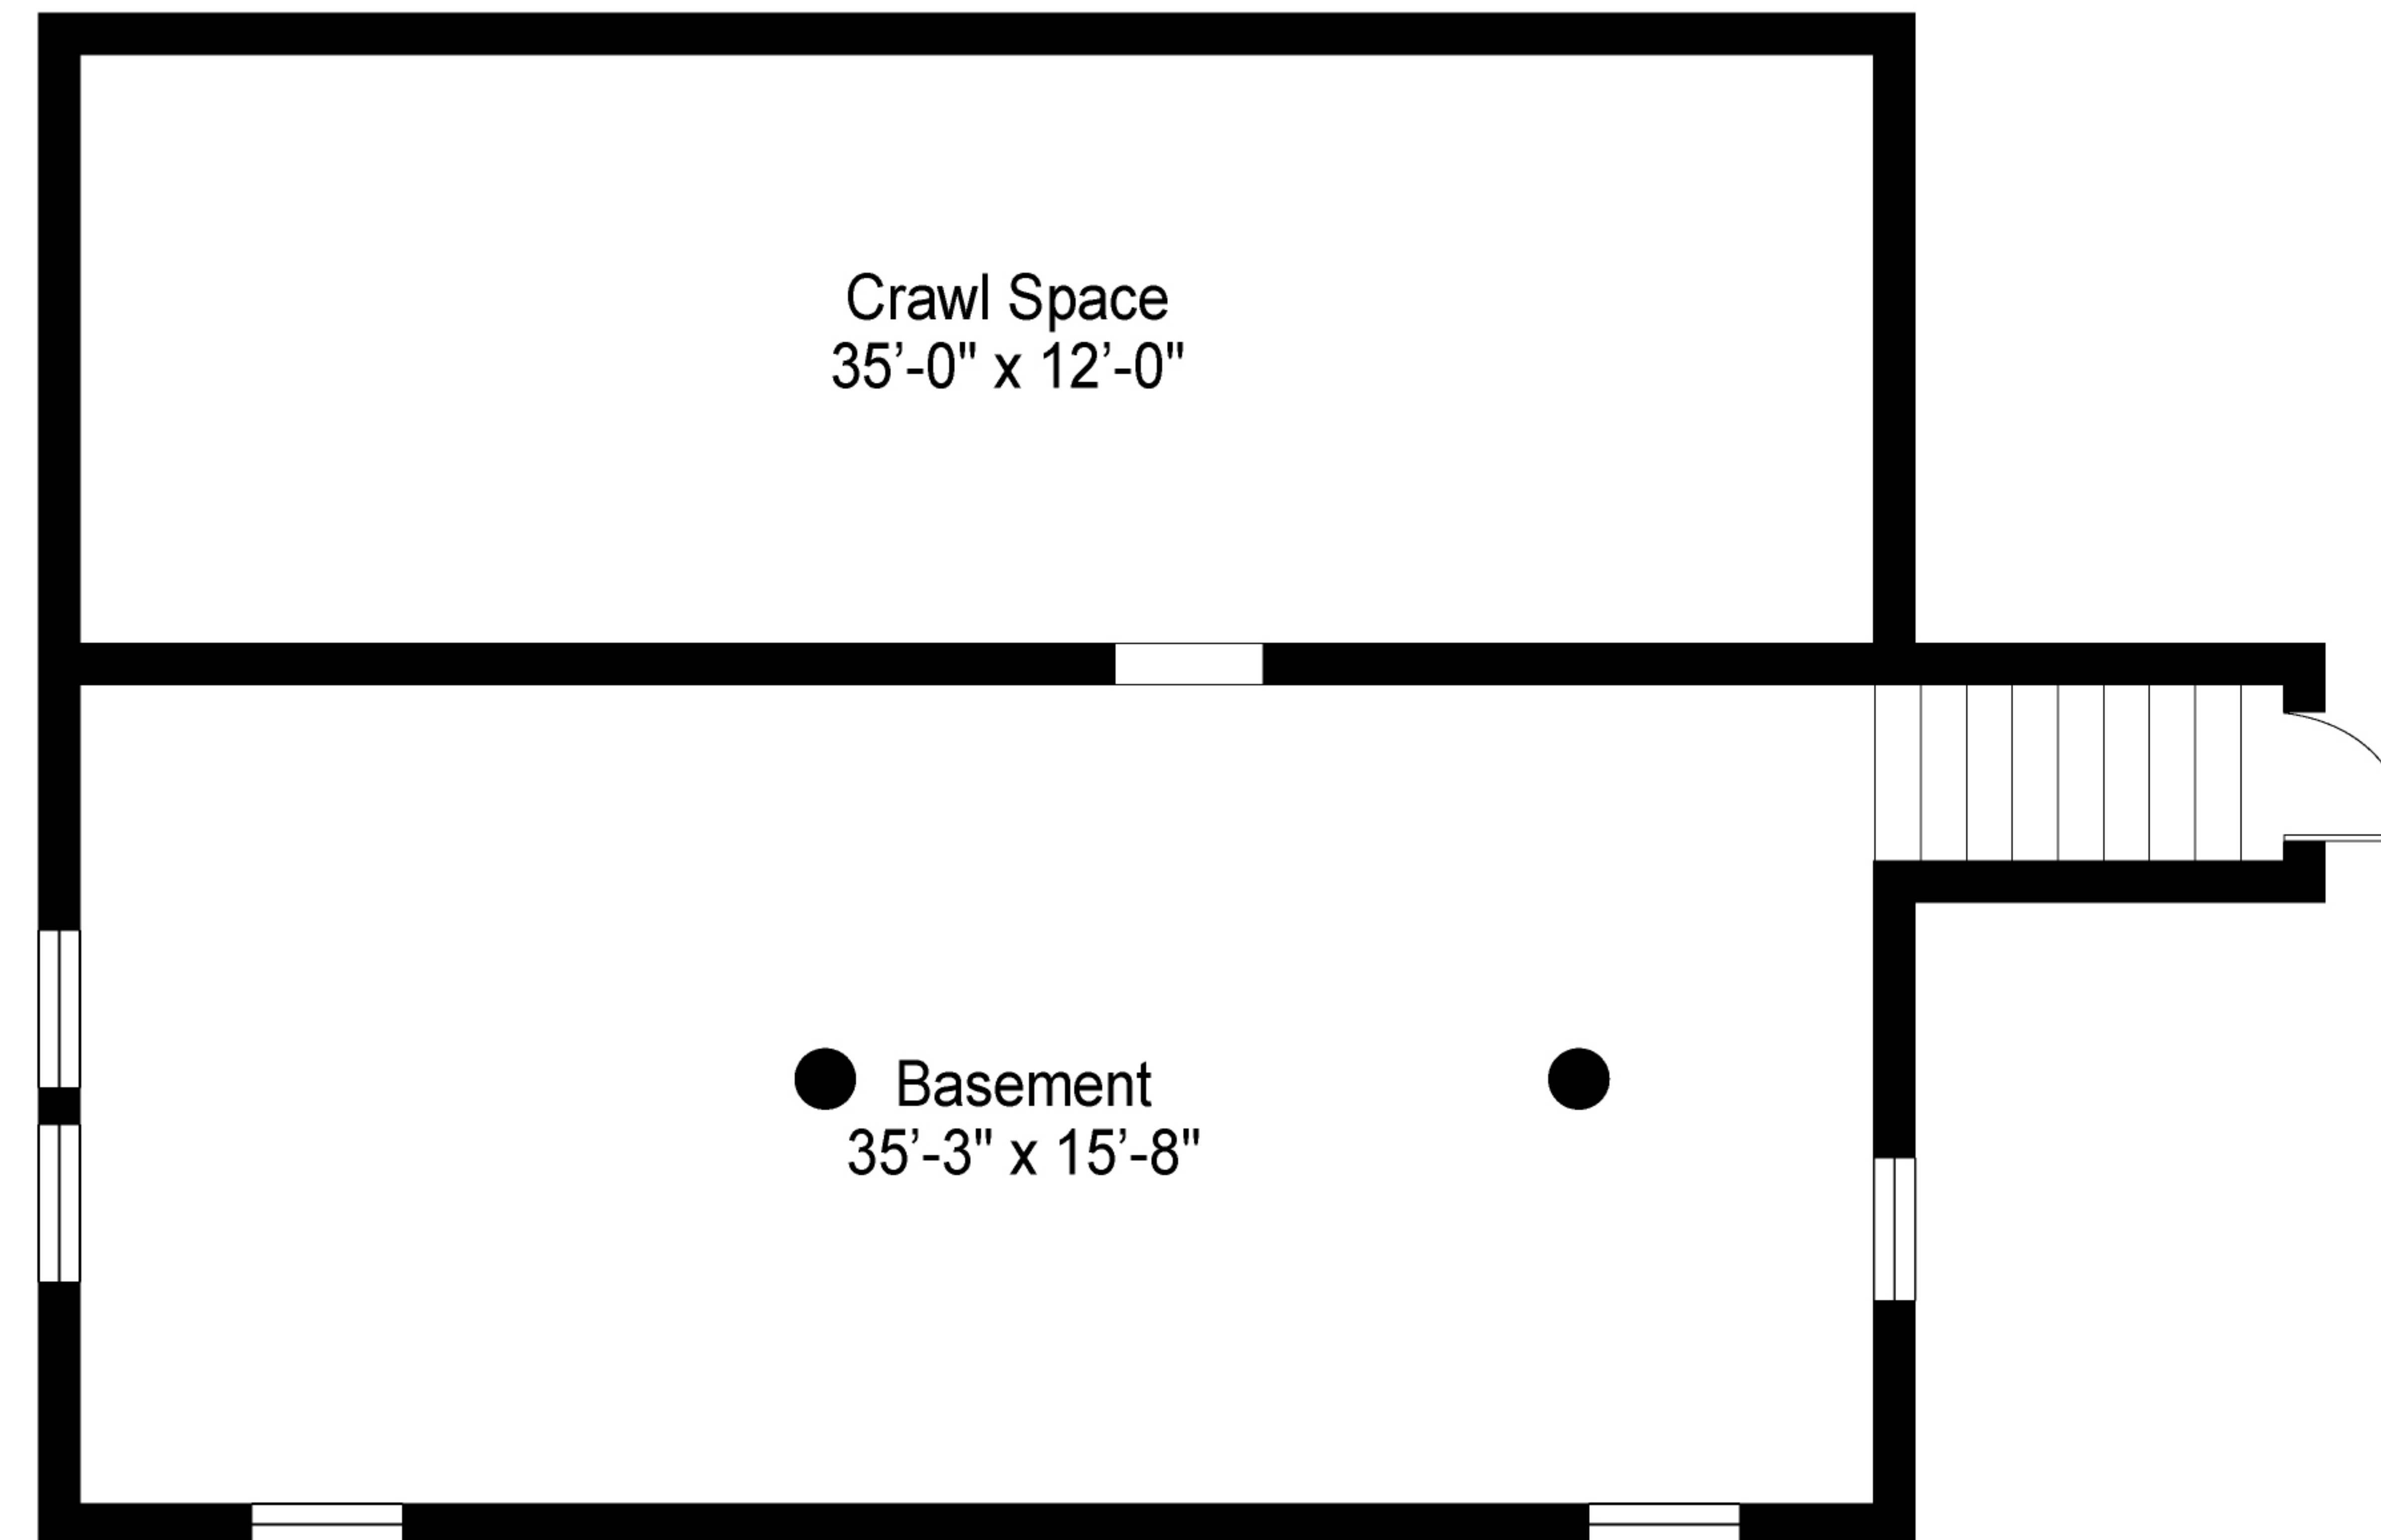 Crawl Space
35’-0" x 12’-0"
Basement
35’-3" x 15’-8"